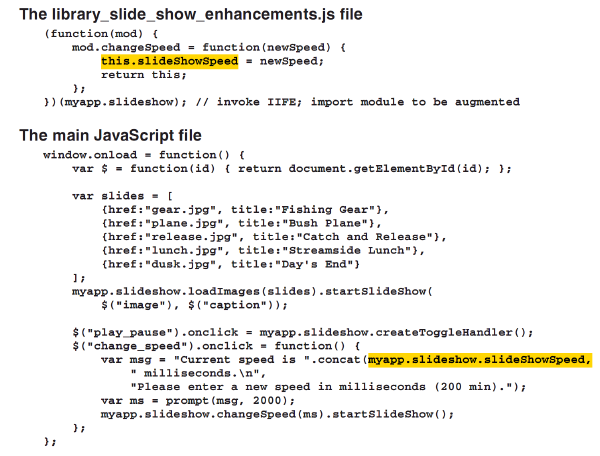 The library_slide_show_enhancements.js file
(function(mod) {
    mod.changeSpeed = function(newSpeed) {
        this.slideShowSpeed = newSpeed;
        return this;
    };
})(myapp.slideshow); // invoke IIFE; import module to be augmented
The main JavaScript file
window.onload = function() {
    var $ = function(id) { return document.getElementById(id); };
    var slides = [
        {href:"gear.jpg", title:"Fishing Gear"},
        {href:"plane.jpg", title:"Bush Plane"},
        {href:"release.jpg", title:"Catch and Release"},
        {href:"lunch.jpg", title:"Streamside Lunch"},
        {href:"dusk.jpg", title:"Day's End"}
    ];
    myapp.slideshow.loadImages(slides).startSlideShow(
        $("image"), $("caption"));
    $("play_pause").onclick = myapp.slideshow.createToggleHandler();
    $("change_speed").onclick = function() {
        var msg = "Current speed is ".concat(myapp.slideshow.slideShowSpeed,
            " milliseconds.\n",
            "Please enter a new speed in milliseconds (200 min).");
        var ms = prompt(msg, 2000);
        myapp.slideshow.changeSpeed(ms).startSlideShow();
    };
};